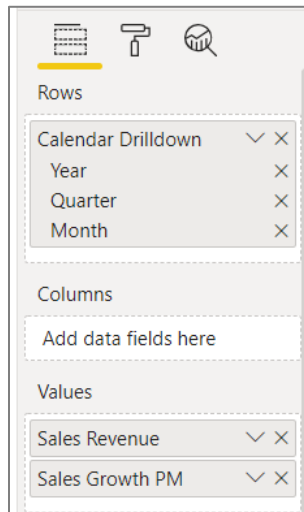 Rows
Calendar Drilldown
Year
Quarter
Month
Columns
Add data fields here
Values
Sales Revenue
Sales Growth PM